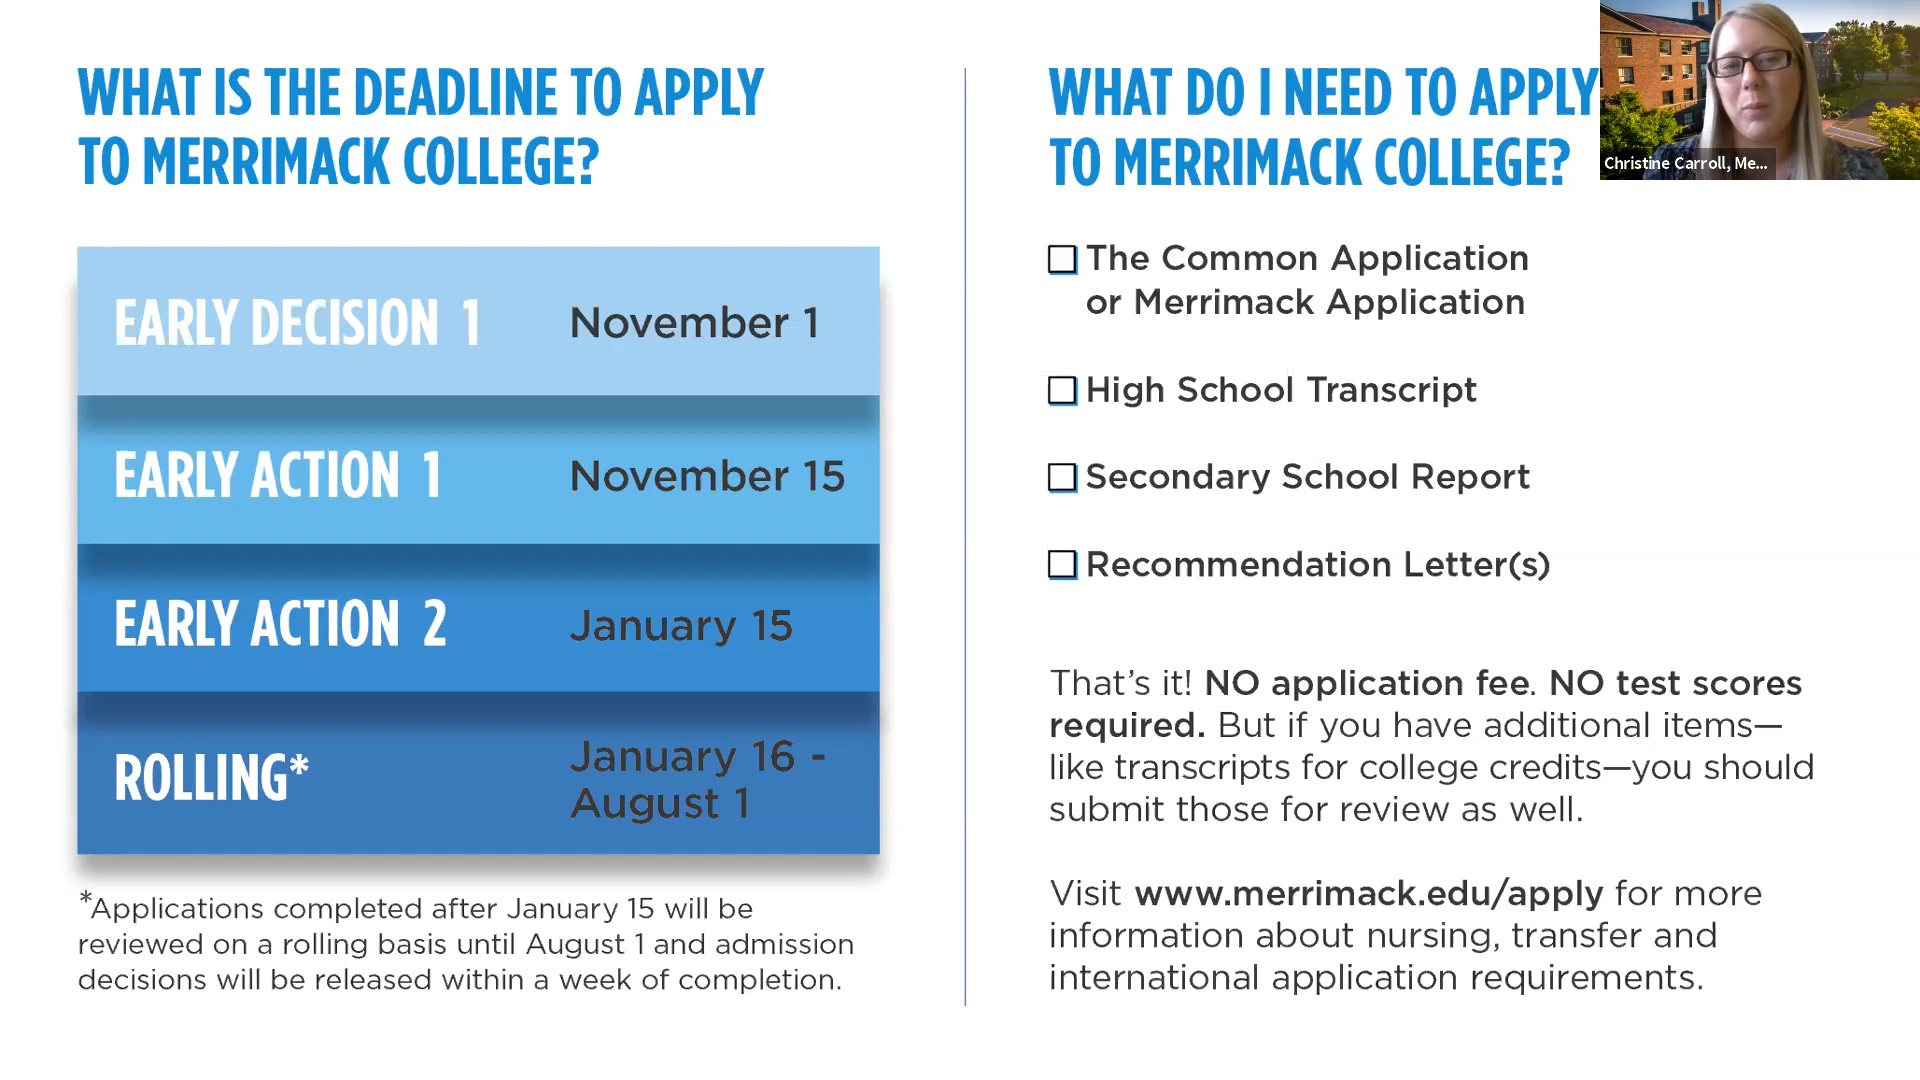 WHAT IS THE DEADLINE TO APPLY
TO MERRIMACK COLLEGE?
EARLY DECISION 1 November 1
EARLY ACTION 1 November 15
EARLY ACTION 2 January 15
ROLLING* January 16 -
August 1
*Applications completed after January 15 will be
reviewed on a rolling basis until August 1 and admission
decisions will be released within a week of completion.
WHAT DO I NEED TO APPLY
TO MERRIMACK COLLEGE?
The Common Application
or Merrimack Application
High School Transcript
Secondary School Report
Recommendation Letter(s)
That's it! NO application fee. NO test scores
required. But if you have additional items—
like transcripts for college credits—you should
submit those for review as well.
Visit www.merrimack.edu/apply for more
information about nursing, transfer and
international application requirements.
Christine Carroll, Me...